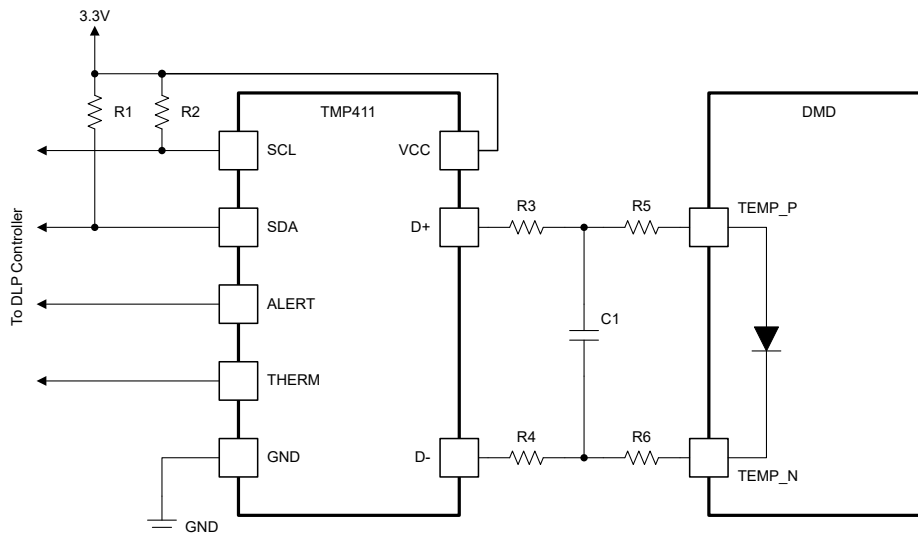 3.3V
R1
R2
TMP411
DMD
SCL
VCC
R3
R5
TEMP_P
SDA
D+
To DLP Controller
ALERT
C1
THERM
R4
R6
GND
D-
TEMP_N
GND